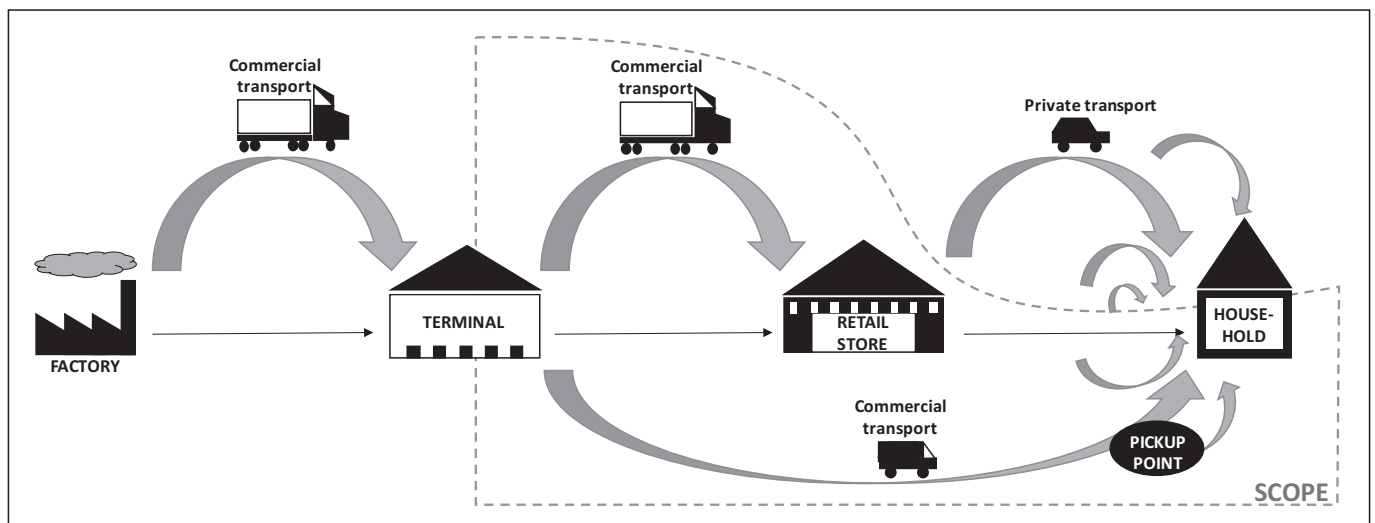 Commercial
transport
Commercial
transport
Private transport
FACTORY
TERMINAL
RETAIL
STORE
HOUSE-
HOLD
Commercial
transport
PICKUP
POINT
SCOPE